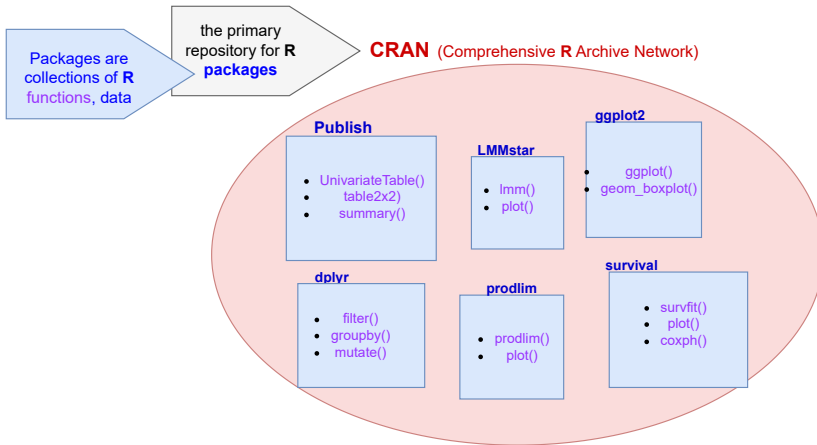 Packages are
collections of R
functions, data
the primary
repository for R
packages
CRAN (Comprehensive R Archive Network)
Publish
UnivariateTable()
table2x2)
summary()
LMMstar
lmm()
plot()
ggplot2
ggplot()
geom_boxplot()
dplyr
filter()
groupby()
mutate()
prodlim
prodlim()
plot()
survival
survfit()
plot()
coxph()